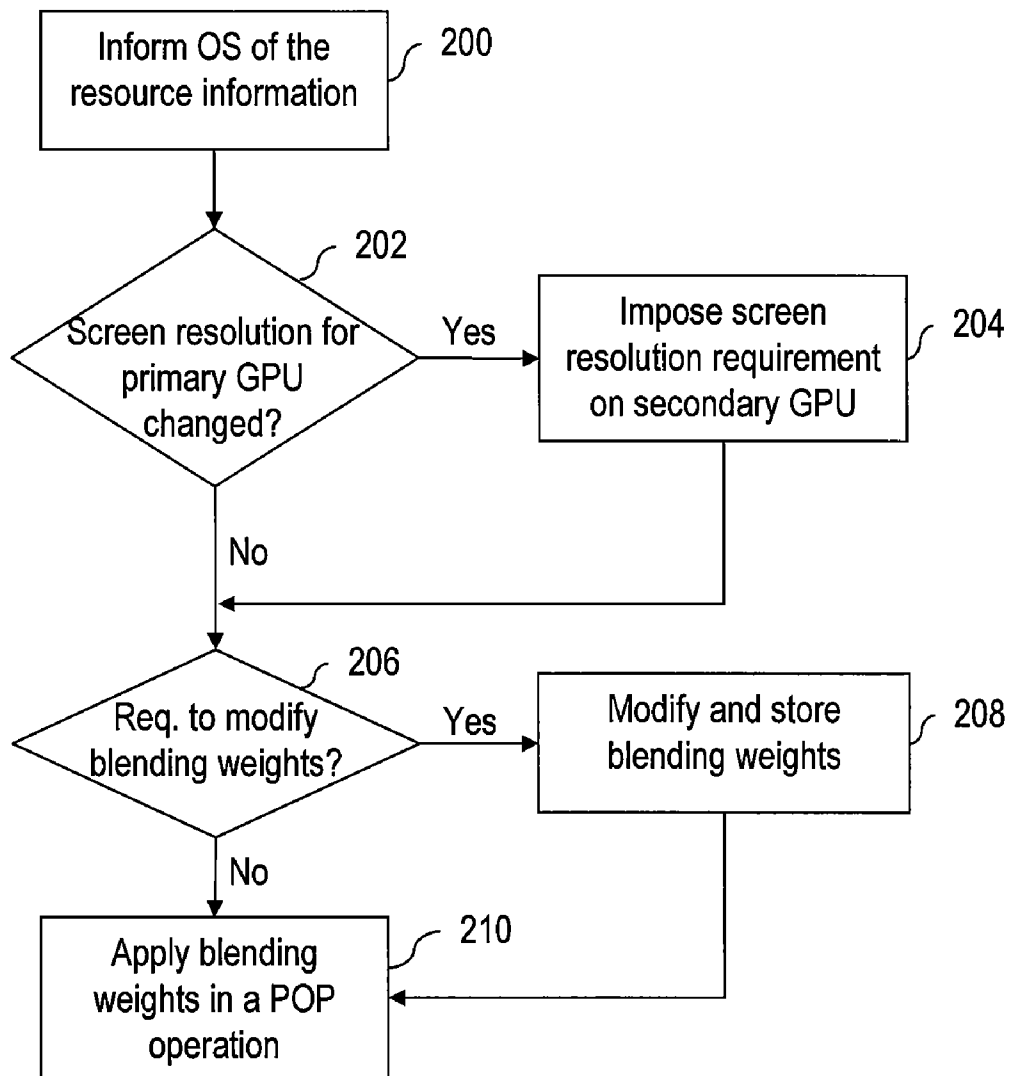 Inform OS of the
resource information
200
202
Screen resolution for
primary GPU
changed?
Yes
Impose screen
resolution requirement
on secondary GPU
204
No
206
Req. to modify
blending weights?
Yes
Modify and store
blending weights
208
No
210
Apply blending
weights in a POP
operation